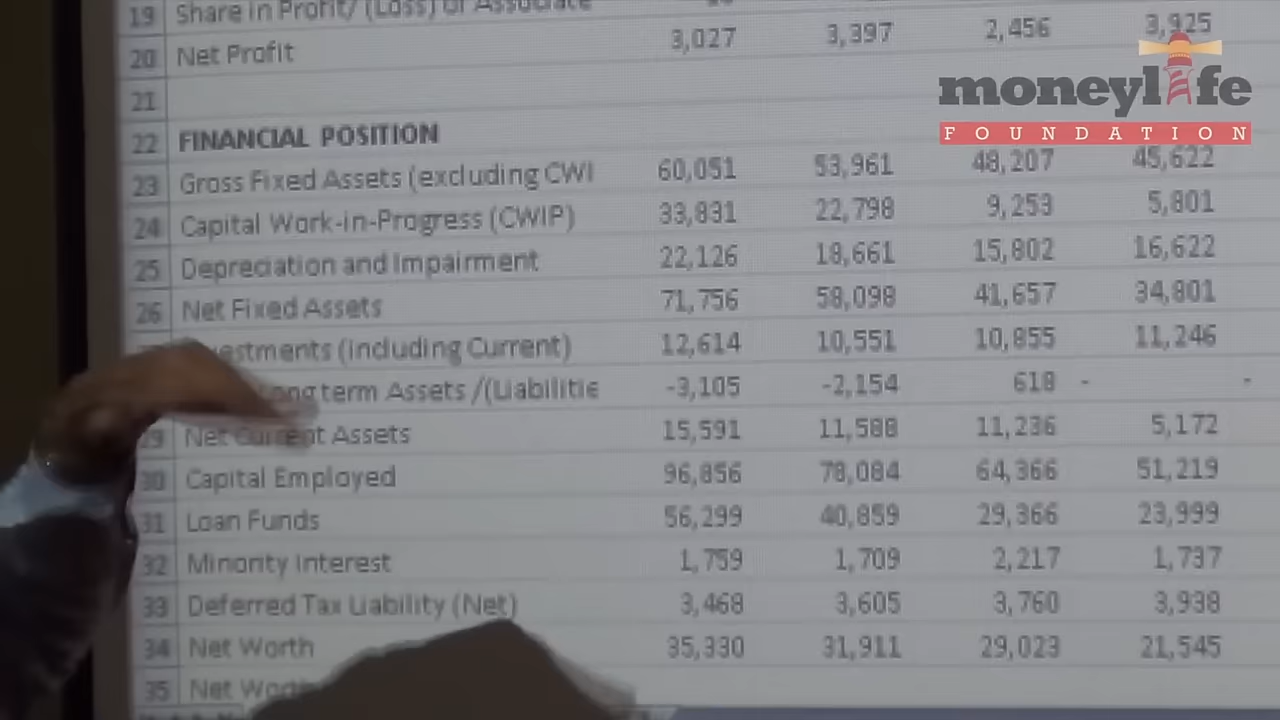 19 Share in Profit/ (Loss) of Associate
20 Net Profit 3,027 3,397 2,456 3,925
21
22 FINANCIAL POSITION
23 Gross Fixed Assets (excluding CWI 60,051 53,961 48,207 45,622
24 Capital Work-in-Progress (CWIP) 33,831 22,798 9,253 5,801
25 Depreciation and Impairment 22,126 18,661 15,802 16,622
26 Net Fixed Assets 71,756 58,098 41,657 34,801
(including Current) 12,614 10,551 10,855 11,246
term Assets /(Liabilitie -3,105 -2,154 618 - -
29 Net Current Assets 15,591 11,588 11,236 5,172
30 Capital Employed 96,856 78,084 64,366 51,219
31 Loan Funds 56,299 40,859 29,366 23,999
32 Minority Interest 1,759 1,709 2,217 1,737
33 Deferred Tax Liability (Net) 3,468 3,605 3,760 3,938
34 Net Worth 35,330 31,911 29,023 21,545
35 Net
moneylife
FOUNDATION